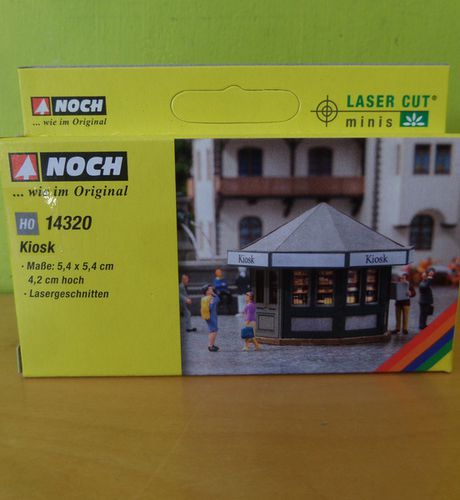 NOCH
... wie im Original
LASER CUT®
minis
NOCH
... wie im Original
H0 14320
Kiosk
· Maße: 5,4 x 5,4 cm
4,2 cm hoch
· Lasergeschnitten
Kiosk
Kiosk